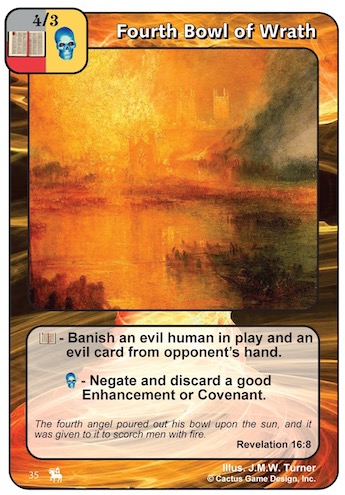 4/3
Fourth Bowl of Wrath
- Banish an evil human in play and an
evil card from opponent's hand.
- Negate and discard a good
Enhancement or Covenant.
The fourth angel poured out his bowl upon the sun, and it
was given to it to scorch men with fire.
Revelation 16:8
Illus. J.M.W. Turner
35
© Cactus Game Design, Inc.